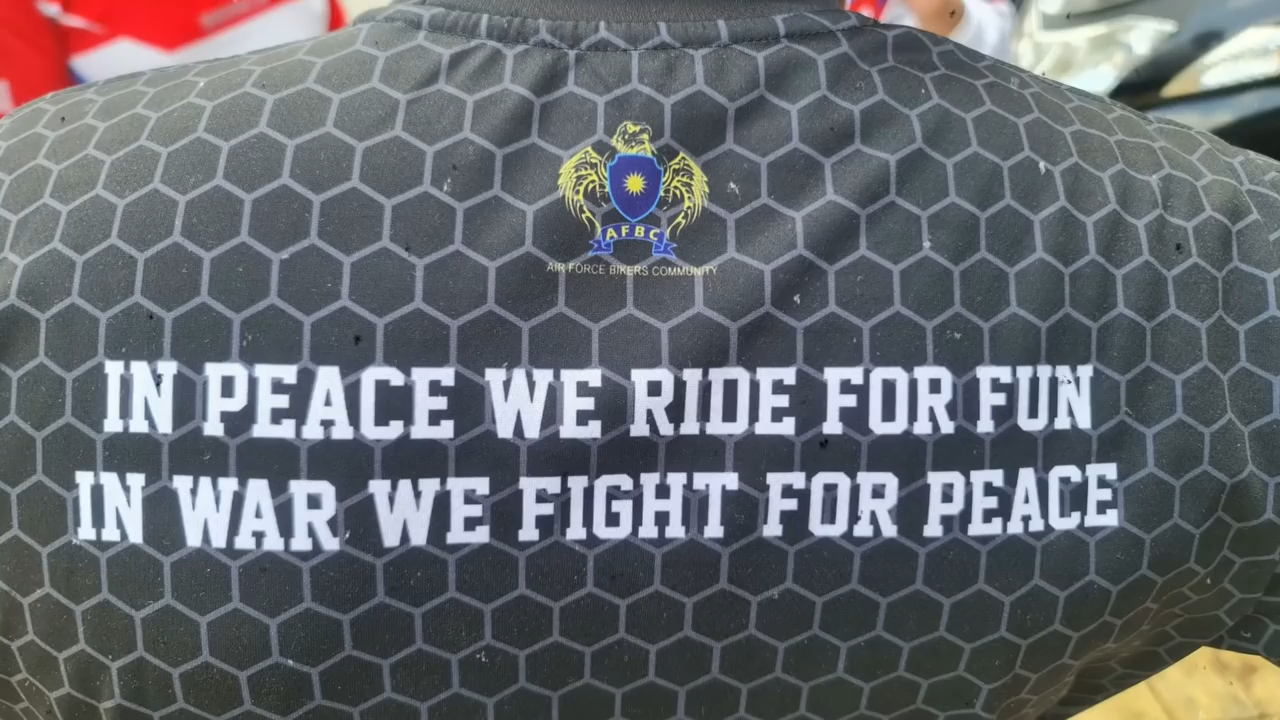 AFBC
AIR FORCE BIKERS COMMUNITY
IN PEACE WE RIDE FOR FUN
IN WAR WE FIGHT FOR PEACE